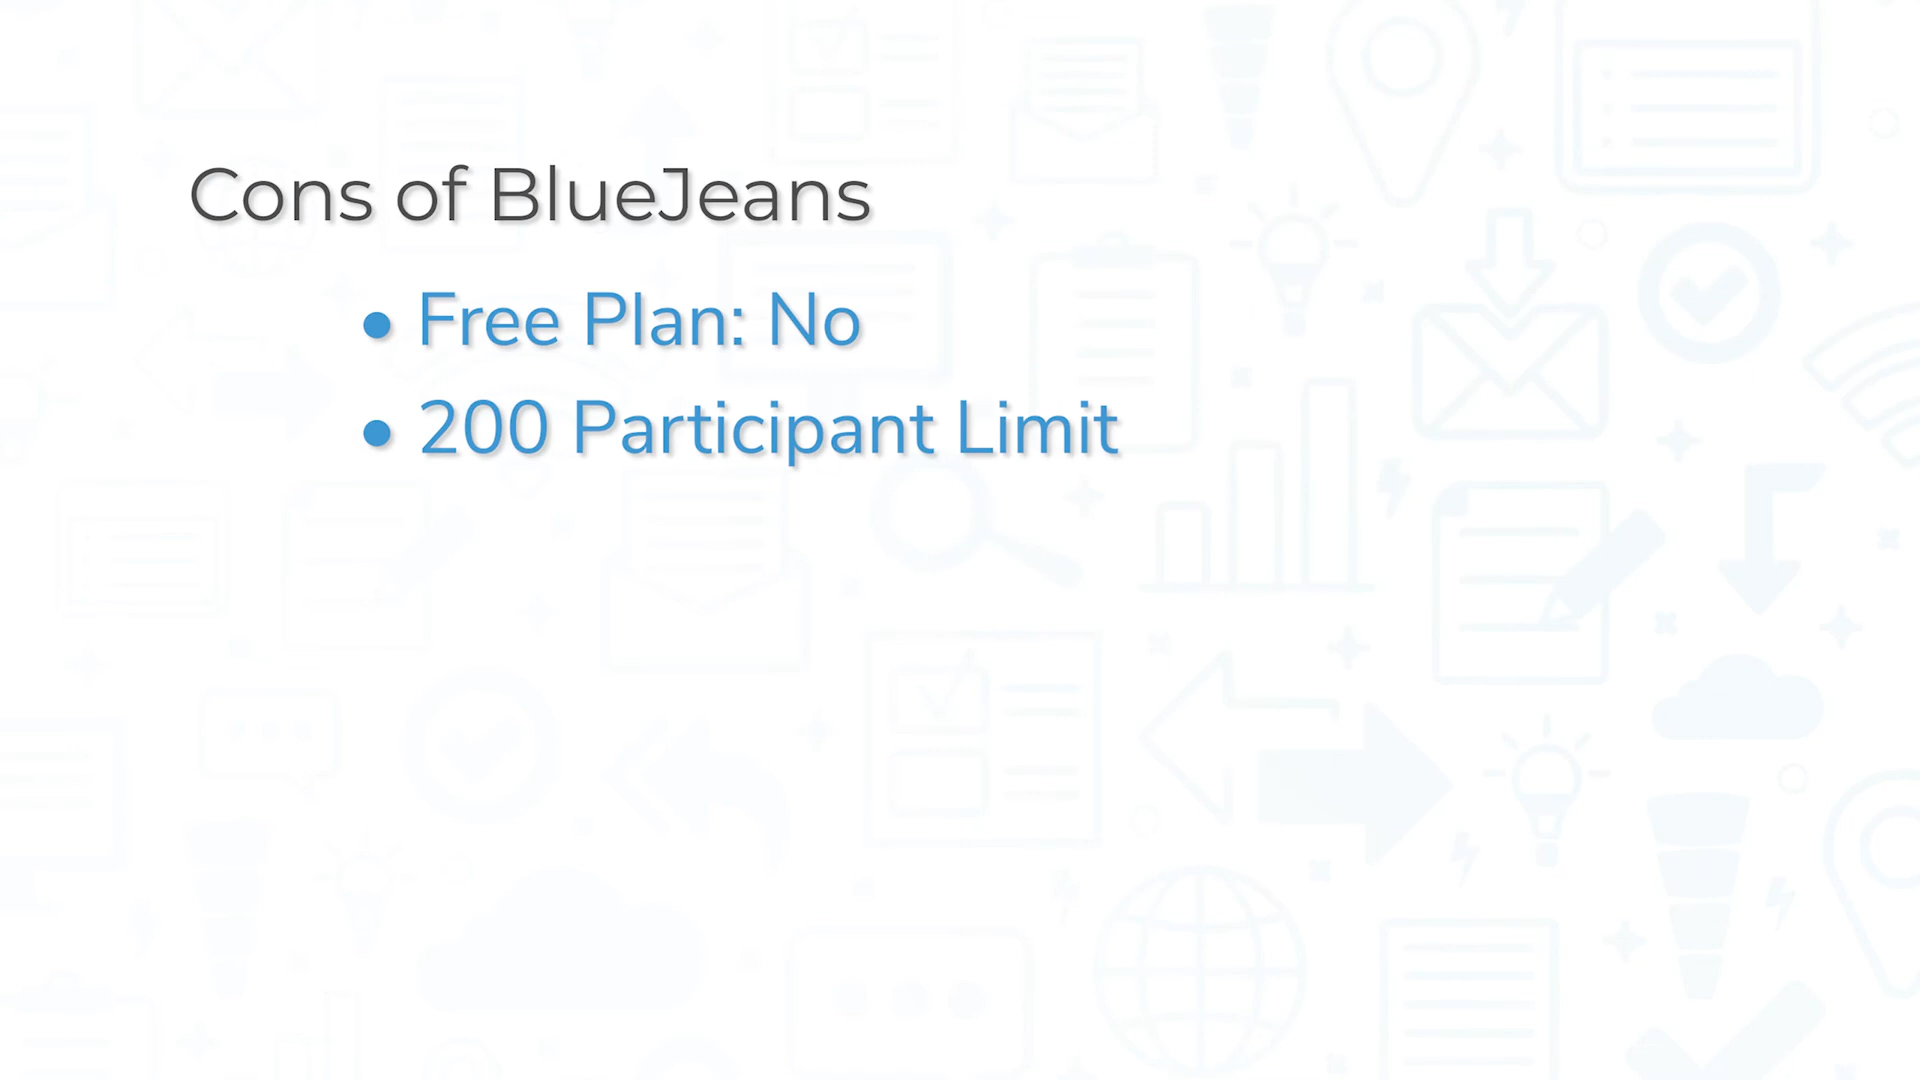 Cons of BlueJeans
• Free Plan: No
• 200 Participant Limit